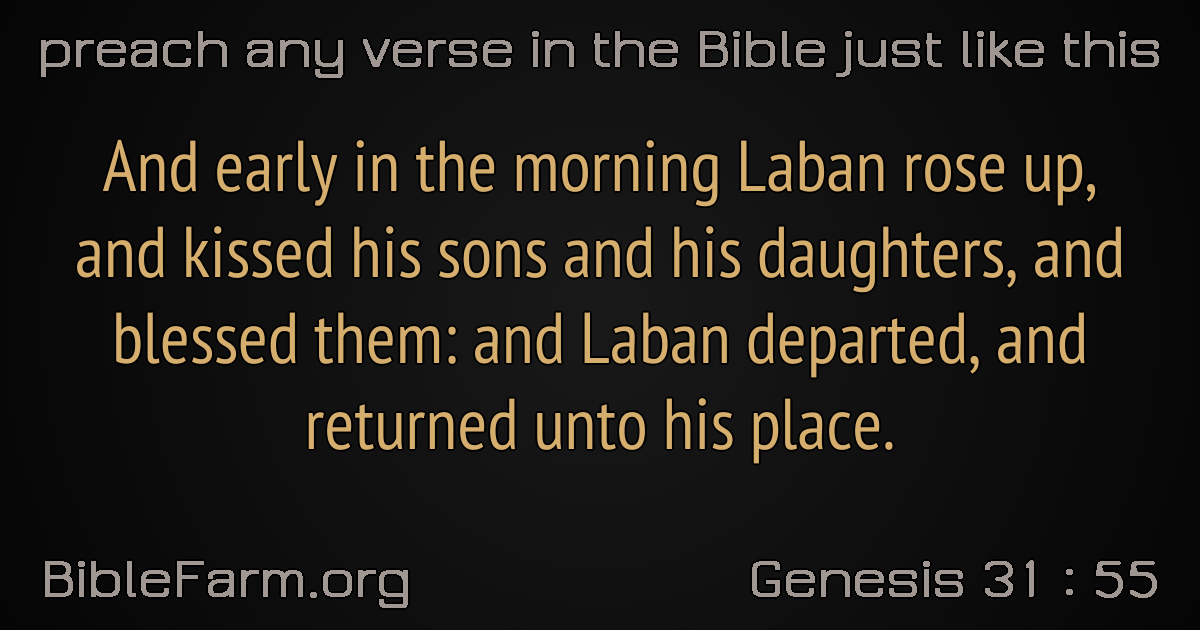 preach any verse in the Bible just like this
And early in the morning Laban rose up,
and kissed his sons and his daughters, and
blessed them: and Laban departed, and
returned unto his place.
BibleFarm.org
Genesis 31 : 55